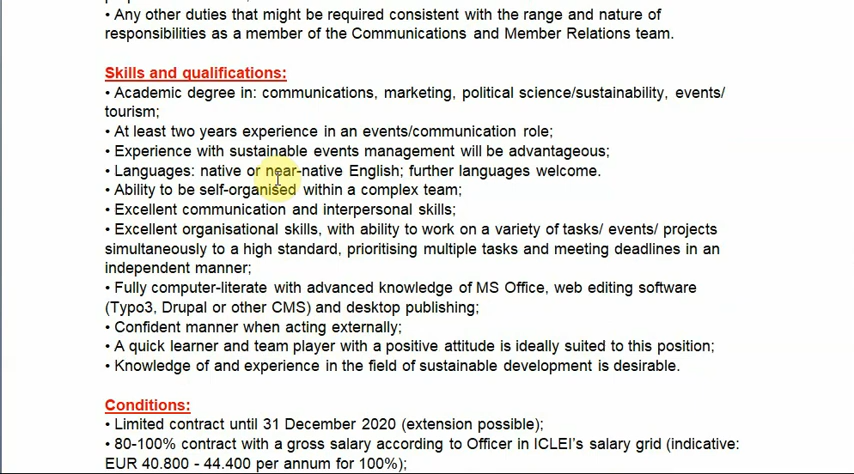 • Any other duties that might be required consistent with the range and nature of
responsibilities as a member of the Communications and Member Relations team.
Skills and qualifications:
• Academic degree in: communications, marketing, political science/sustainability, events/
tourism;
• At least two years experience in an events/communication role;
• Experience with sustainable events management will be advantageous;
• Languages: native or near-native English; further languages welcome.
• Ability to be self-organised within a complex team;
• Excellent communication and interpersonal skills;
• Excellent organisational skills, with ability to work on a variety of tasks/ events/ projects
simultaneously to a high standard, prioritising multiple tasks and meeting deadlines in an
independent manner;
• Fully computer-literate with advanced knowledge of MS Office, web editing software
(Typo3, Drupal or other CMS) and desktop publishing;
• Confident manner when acting externally;
• A quick learner and team player with a positive attitude is ideally suited to this position;
• Knowledge of and experience in the field of sustainable development is desirable.
Conditions:
• Limited contract until 31 December 2020 (extension possible);
• 80-100% contract with a gross salary according to Officer in ICLEI's salary grid (indicative:
EUR 40.800 - 44.400 per annum for 100%);